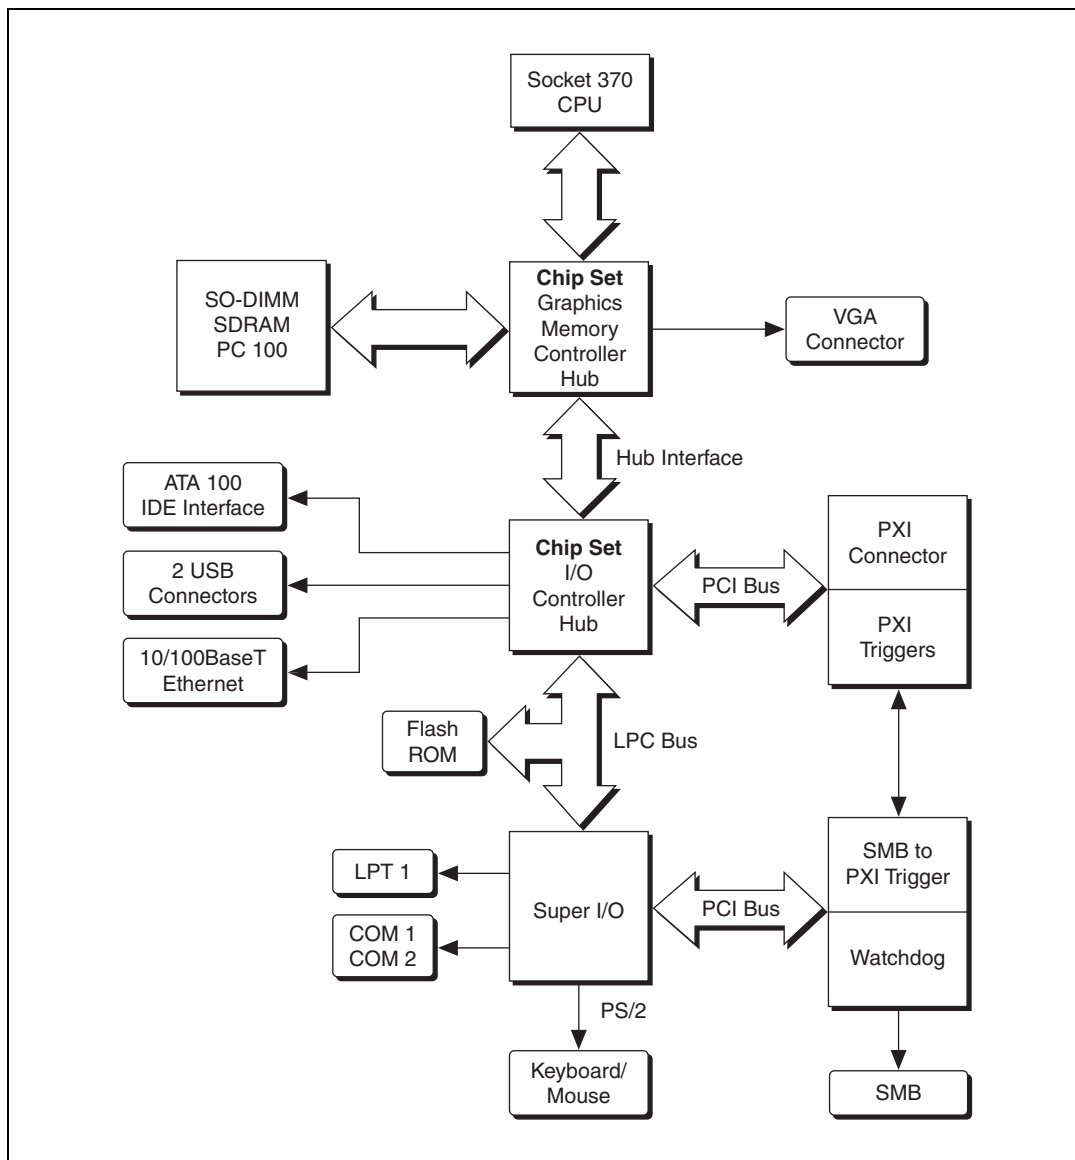 Socket 370
CPU
SO-DIMM
SDRAM
PC 100
Chip Set
Graphics
Memory
Controller
Hub
VGA
Connector
Hub Interface
ATA 100
IDE Interface
2 USB
Connectors
10/100BaseT
Ethernet
Chip Set
I/O
Controller
Hub
PCI Bus
PXI
Connector
PXI
Triggers
Flash
ROM
LPC Bus
LPT 1
COM 1
COM 2
Super I/O
PCI Bus
SMB to
PXI Trigger
Watchdog
PS/2
Keyboard/
Mouse
SMB